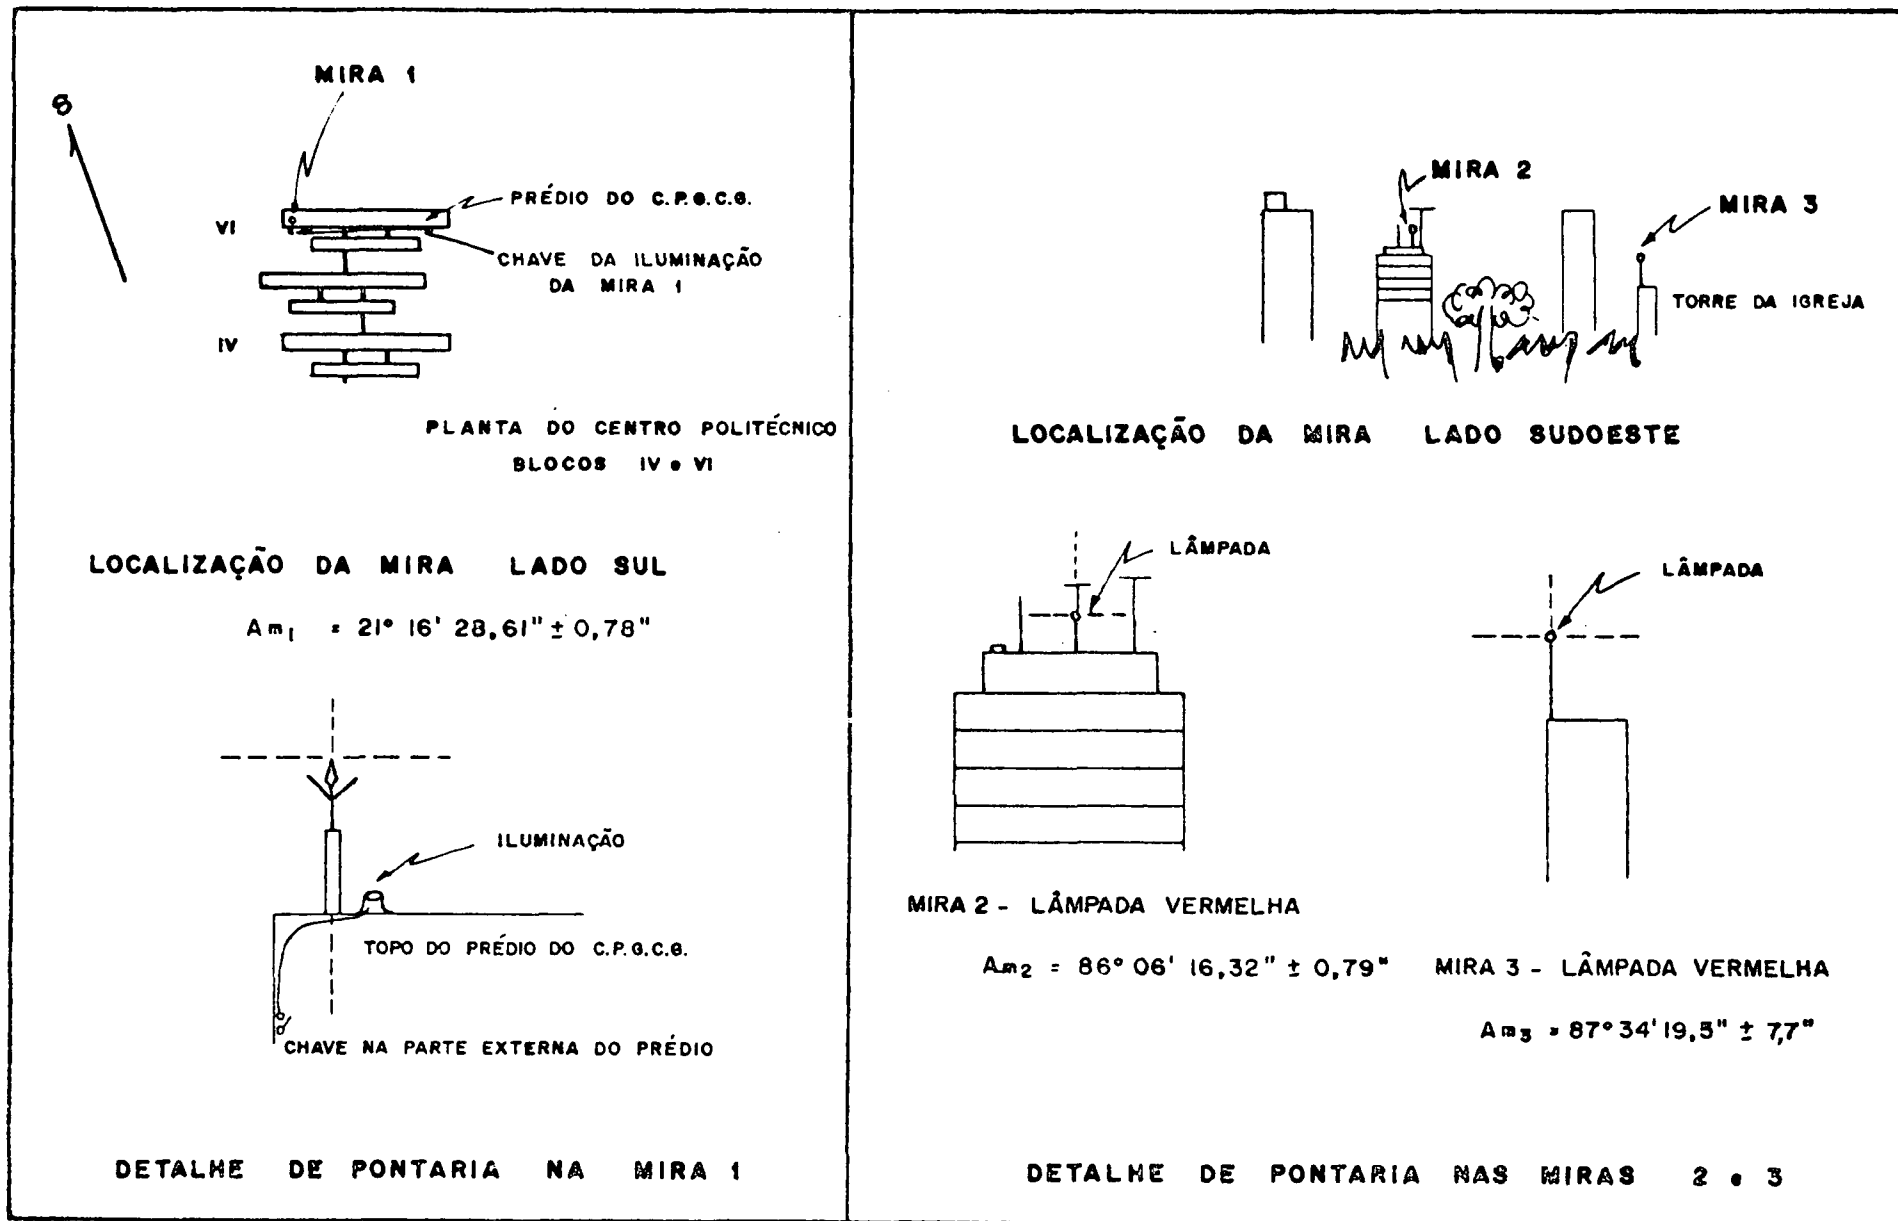 S
MIRA 1
VI
IV
PRÉDIO DO C.P.G.C.G.
CHAVE DA ILUMINAÇÃO
DA MIRA 1
PLANTA DO CENTRO POLITÉCNICO
BLOCOS IV e VI
LOCALIZAÇÃO DA MIRA LADO SUL
Am₁ = 21° 16' 28,61" ± 0,78"
ILUMINAÇÃO
TOPO DO PRÉDIO DO C.P.G.C.G.
CHAVE NA PARTE EXTERNA DO PRÉDIO
DETALHE DE PONTARIA NA MIRA 1
MIRA 2
MIRA 3
TORRE DA IGREJA
LOCALIZAÇÃO DA MIRA LADO SUDOESTE
LÂMPADA
LÂMPADA
MIRA 2 - LÂMPADA VERMELHA
Am₂ = 86° 06' 16,32" ± 0,79"
MIRA 3 - LÂMPADA VERMELHA
Am₃ = 87° 34' 19,5" ± 7,7"
DETALHE DE PONTARIA NAS MIRAS 2 e 3